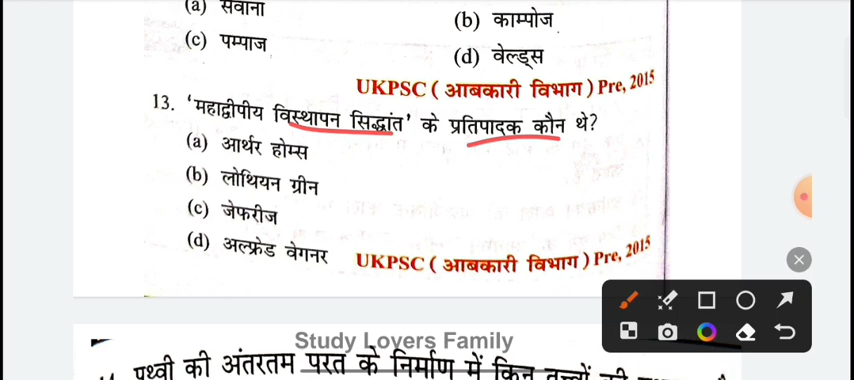 (a) सवाना
(b) काम्पोज
(c) पम्पाज
(d) वेल्ड्स
UKPSC ( आबकारी विभाग ) Pre, 2015
13. 'महाद्वीपीय विस्थापन सिद्धांत' के प्रतिपादक कौन थे?
(a) आर्थर होम्स
(b) लोथियन ग्रीन
(c) जेफरीज
(d) अल्फ्रेड वेगनर
UKPSC ( आबकारी विभाग ) Pre, 2015
Study Lovers Family
पृथ्वी की अंतरतम परत के निर्माण में किन तत्त्वों की